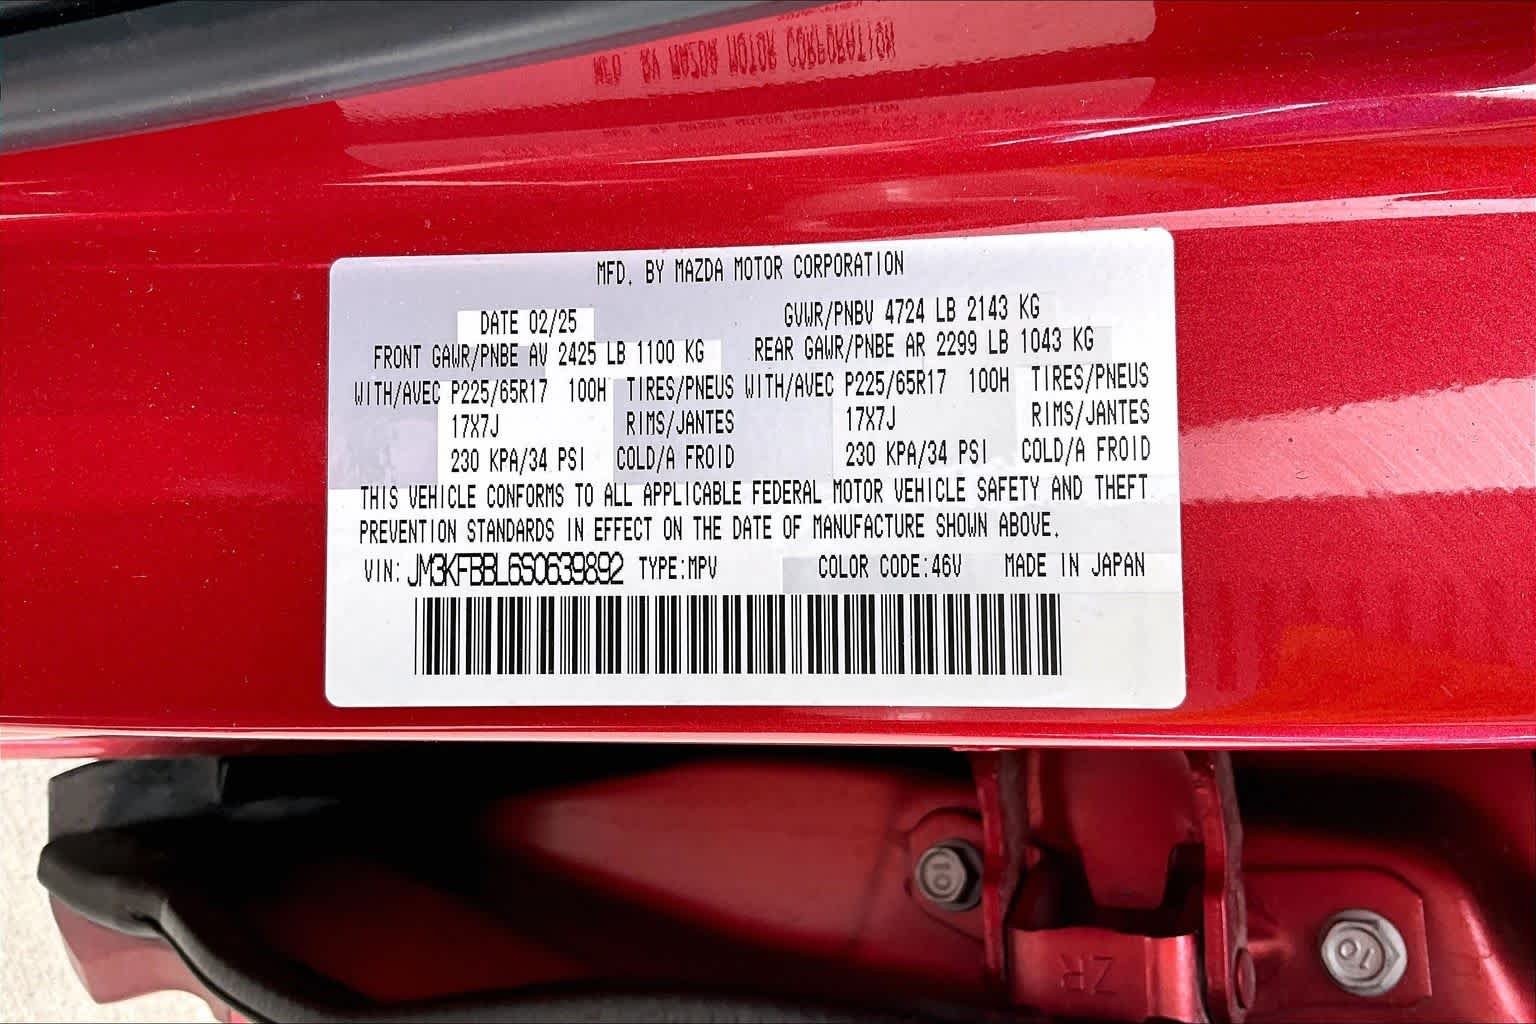 MFD. BY MAZDA MOTOR CORPORATION
DATE 02/25 GVWR/PNBV 4724 LB 2143 KG
FRONT GAWR/PNBE AV 2425 LB 1100 KG REAR GAWR/PNBE AR 2299 LB 1043 KG
WITH/AVEC P225/65R17 100H TIRES/PNEUS WITH/AVEC P225/65R17 100H TIRES/PNEUS
17X7J RIMS/JANTES 17X7J RIMS/JANTES
230 KPA/34 PSI COLD/A FROID 230 KPA/34 PSI COLD/A FROID
THIS VEHICLE CONFORMS TO ALL APPLICABLE FEDERAL MOTOR VEHICLE SAFETY AND THEFT
PREVENTION STANDARDS IN EFFECT ON THE DATE OF MANUFACTURE SHOWN ABOVE.
VIN: JM3KFBBL6S0639892 TYPE:MPV COLOR CODE:46V MADE IN JAPAN
10
10
ZR